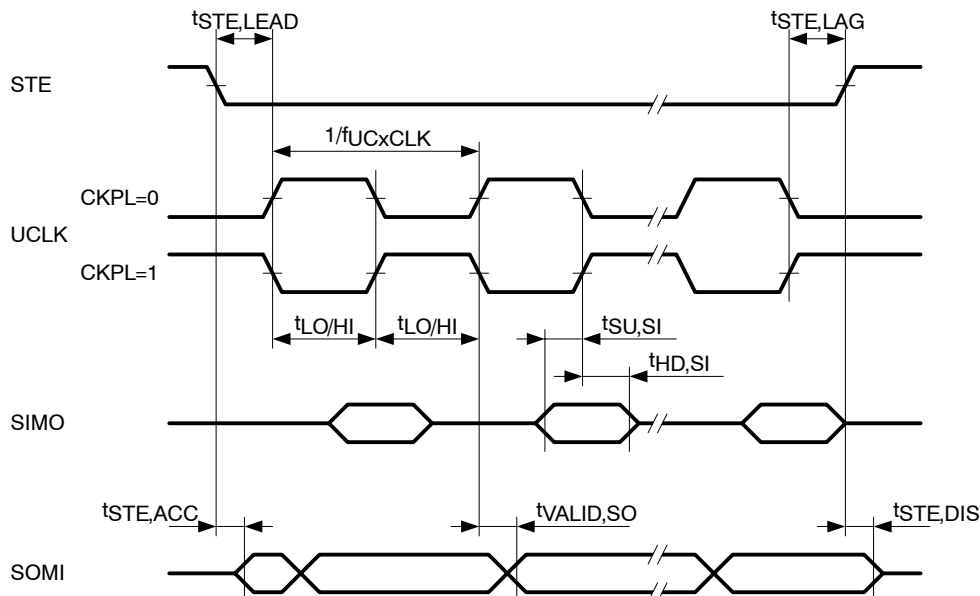 tSTE,LEAD
tSTE,LAG
STE
1/fUCxCLK
CKPL=0
UCLK
CKPL=1
tLO/HI
tLO/HI
tSU,SI
tHD,SI
SIMO
tSTE,ACC
tVALID,SO
tSTE,DIS
SOMI